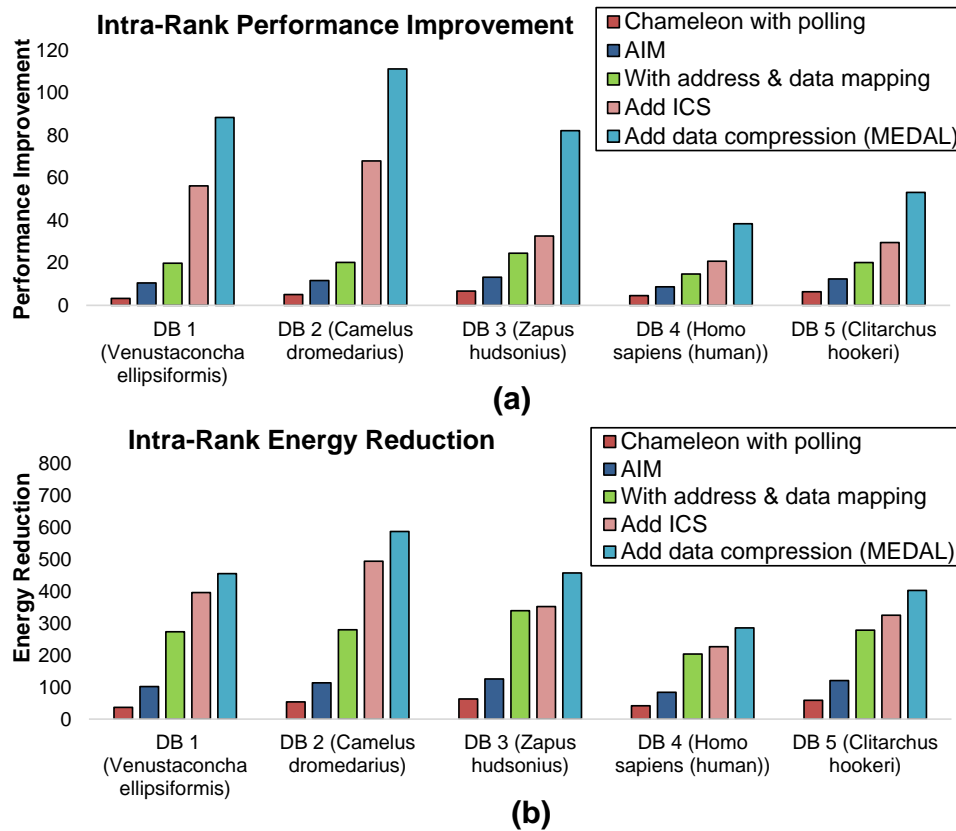 Intra-Rank Performance Improvement
Chameleon with polling
AIM
With address & data mapping
Add ICS
Add data compression (MEDAL)
Performance Improvement
120
100
80
60
40
20
0
DB 1 (Venustaconcha ellipsiformis)
DB 2 (Camelus dromedarius)
DB 3 (Zapus hudsonius)
DB 4 (Homo sapiens (human))
DB 5 (Clitarchus hookeri)
(a)
Intra-Rank Energy Reduction
Chameleon with polling
AIM
With address & data mapping
Add ICS
Add data compression (MEDAL)
Energy Reduction
800
700
600
500
400
300
200
100
0
DB 1
(Venustaconcha
ellipsiformis)
DB 2 (Camelus
dromedarius)
DB 3 (Zapus
hudsonius)
DB 4 (Homo
sapiens (human))
DB 5 (Clitarchus
hookeri)
(b)